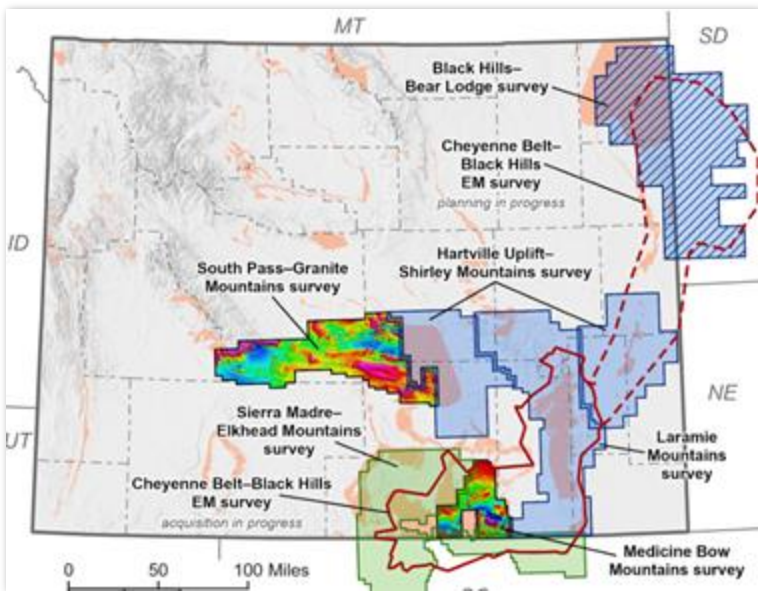 MT
SD
Black Hills–
Bear Lodge survey
Cheyenne Belt–
Black Hills
EM survey
planning in progress
ID
Hartville Uplift–
Shirley Mountains survey
South Pass–Granite
Mountains survey
NE
Sierra Madre–
Elkhead Mountains
survey
UT
Laramie
Mountains
survey
Cheyenne Belt–Black Hills
EM survey
acquisition in progress
Medicine Bow
Mountains survey
0 50 100 Miles